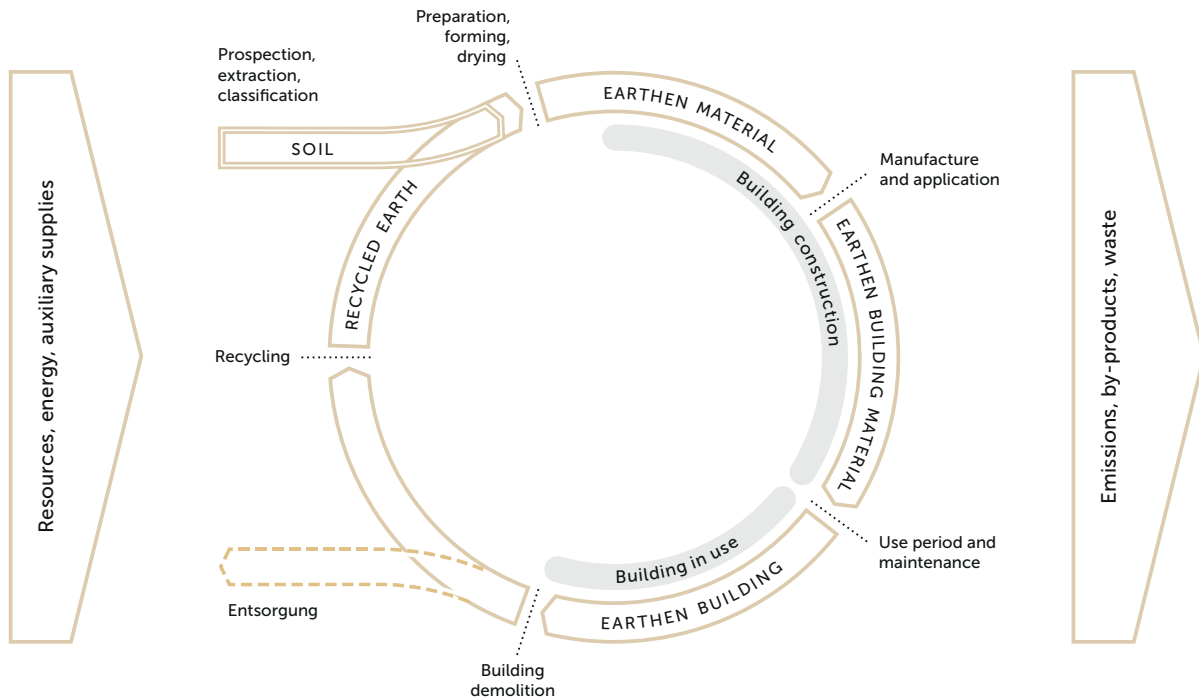 Resources, energy, auxiliary supplies
Prospection,
extraction,
classification
SOIL
Preparation,
forming,
drying
EARTHEN MATERIAL
Building construction
Manufacture
and application
EARTHEN BUILDING MATERIAL
Use period and
maintenance
Building in use
EARTHEN BUILDING
Building
demolition
Entsorgung
Recycling
RECYCLED EARTH
Emissions, by-products, waste